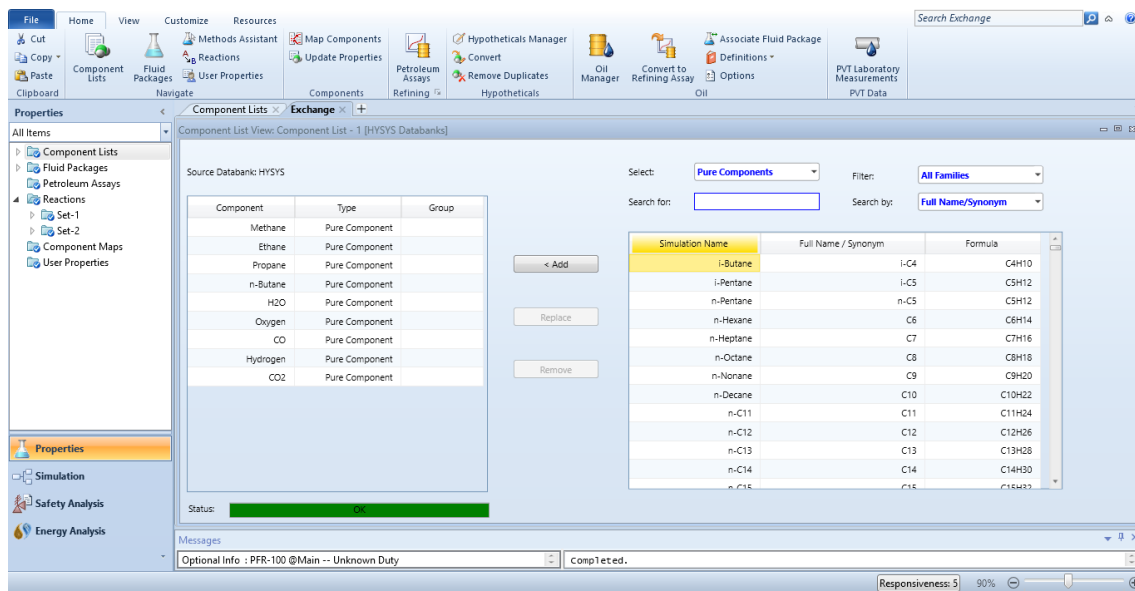 File Home View Customize Resources Search Exchange
Cut Methods Assistant Map Components Hypotheticals Manager Associate Fluid Package
Copy Reactions Update Properties Convert Definitions
Paste Component Lists Fluid Packages User Properties Petroleum Assays Remove Duplicates Oil Manager Convert to Refining Assay Options PVT Laboratory Measurements
Clipboard Navigate Components Refining Hypotheticals Oil PVT Data
Properties < Component Lists × Exchange × +
All Items Component List View: Component List - 1 [HYSYS Databanks]
Component Lists
Fluid Packages
Petroleum Assays
Reactions
Set-1
Set-2
Component Maps
User Properties
Properties
Simulation
Safety Analysis
Energy Analysis
Source Databank: HYSYS
Component Type Group
Methane Pure Component
Ethane Pure Component
Propane Pure Component
n-Butane Pure Component
H2O Pure Component
Oxygen Pure Component
CO Pure Component
Hydrogen Pure Component
CO2 Pure Component
Status: OK
< Add
Replace
Remove
Select: Pure Components Filter: All Families
Search for: Search by: Full Name/Synonym
Simulation Name Full Name / Synonym Formula
i-Butane i-C4 C4H10
i-Pentane i-C5 C5H12
n-Pentane n-C5 C5H12
n-Hexane C6 C6H14
n-Heptane C7 C7H16
n-Octane C8 C8H18
n-Nonane C9 C9H20
n-Decane C10 C10H22
n-C11 C11 C11H24
n-C12 C12 C12H26
n-C13 C13 C13H28
n-C14 C14 C14H30
n-C15 C15 C15H32
Messages
Optional Info : PFR-100 @Main -- Unknown Duty Completed.
Responsiveness: 5 90%